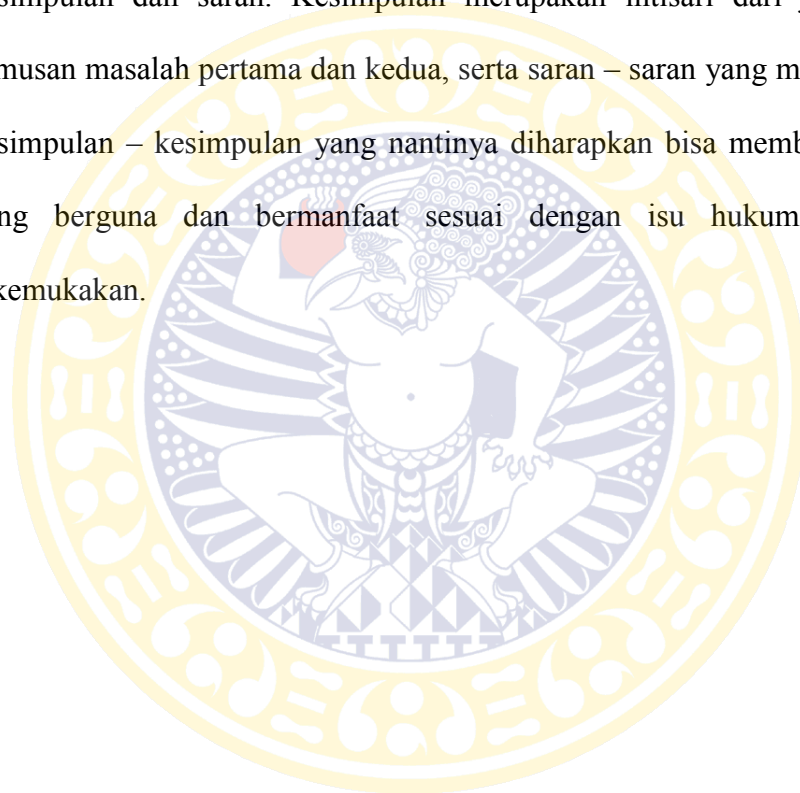 simpulan dan saran. Kesimpulan merupakan intisari dari
musan masalah pertama dan kedua, serta saran – saran yang m
simpulan – kesimpulan yang nantinya diharapkan bisa memb
ng berguna dan bermanfaat sesuai dengan isu hukum
kemukakan.